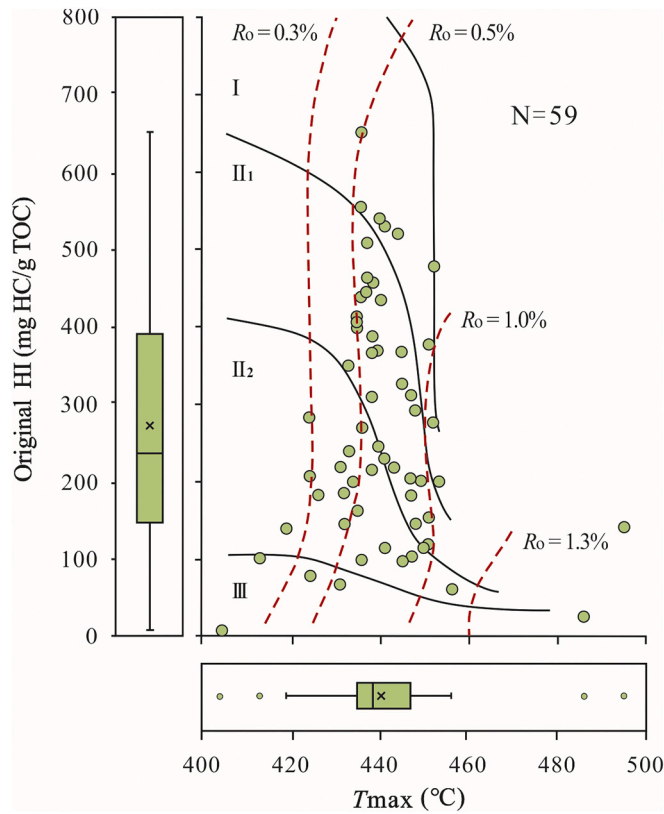 800
700
600
500
400
300
200
100
0
Original HI (mg HC/g TOC)
Ro=0.3%
Ro=0.5%
I
N=59
II₁
Ro=1.0%
II₂
Ro=1.3%
III
400
420
440
460
480
500
Tmax (℃)